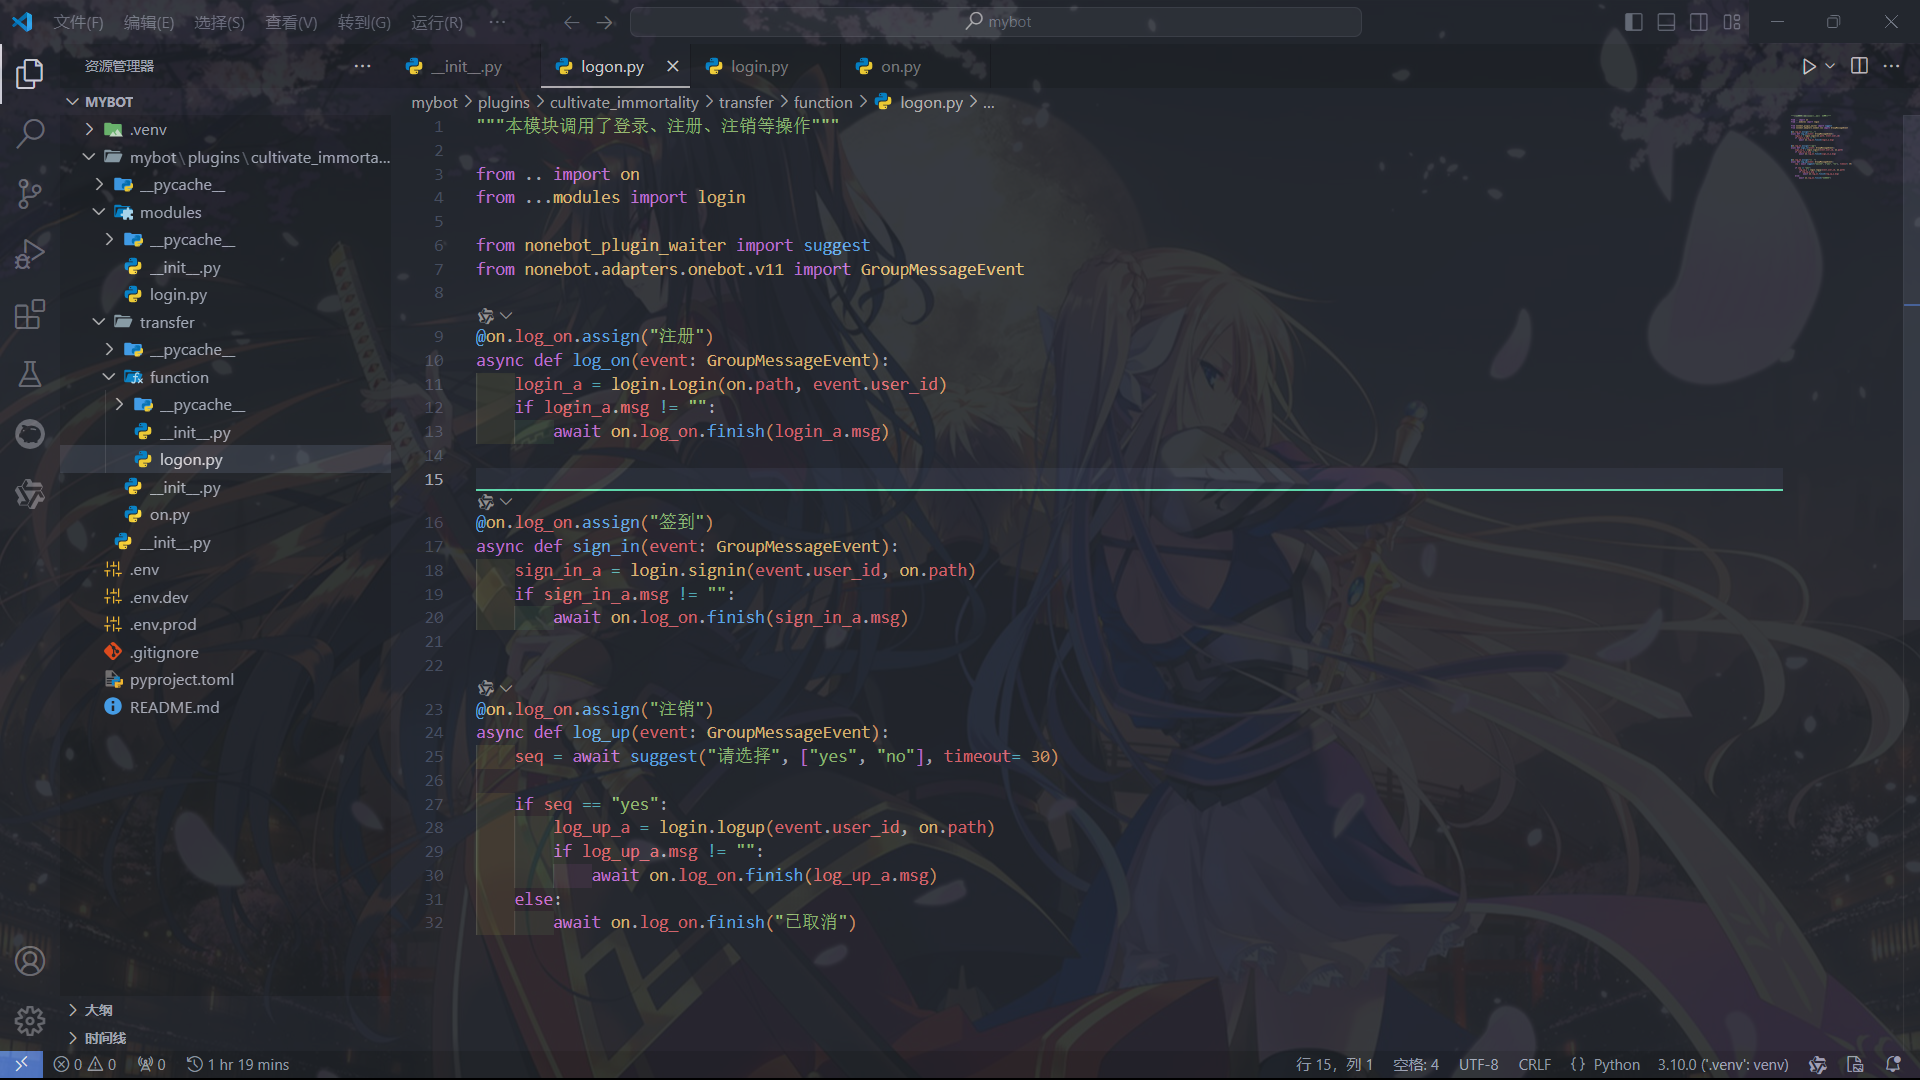 文件(F) 编辑(E) 选择(S) 查看(V) 转到(G) 运行(R) ··· mybot
资源管理器 ···
__init__.py logon.py login.py on.py
MYBOT
.venv
mybot\plugins\cultivate_immorta...
__pycache__
modules
__pycache__
__init__.py
login.py
transfer
__pycache__
function
__pycache__
__init__.py
logon.py
__init__.py
on.py
__init__.py
.env
.env.dev
.env.prod
.gitignore
pyproject.toml
README.md
大纲
时间线
mybot > plugins > cultivate_immortality > transfer > function > logon.py > ...
1 """本模块调用了登录、注册、注销等操作"""
2
3 from .. import on
4 from ...modules import login
5
6 from nonebot_plugin_waiter import suggest
7 from nonebot.adapters.onebot.v11 import GroupMessageEvent
8
9 @on.log_on.assign("注册")
10 async def log_on(event: GroupMessageEvent):
11 login_a = login.Login(on.path, event.user_id)
12 if login_a.msg != "":
13 await on.log_on.finish(login_a.msg)
14
15
16 @on.log_on.assign("签到")
17 async def sign_in(event: GroupMessageEvent):
18 sign_in_a = login.signin(event.user_id, on.path)
19 if sign_in_a.msg != "":
20 await on.log_on.finish(sign_in_a.msg)
21
22
23 @on.log_on.assign("注销")
24 async def log_up(event: GroupMessageEvent):
25 seq = await suggest("请选择", ["yes", "no"], timeout= 30)
26
27 if seq == "yes":
28 log_up_a = login.logup(event.user_id, on.path)
29 if log_up_a.msg != "":
30 await on.log_on.finish(log_up_a.msg)
31 else:
32 await on.log_on.finish("已取消")
0 0 0 1 hr 19 mins 行 15，列 1 空格: 4 UTF-8 CRLF {} Python 3.10.0 ('.venv': venv)